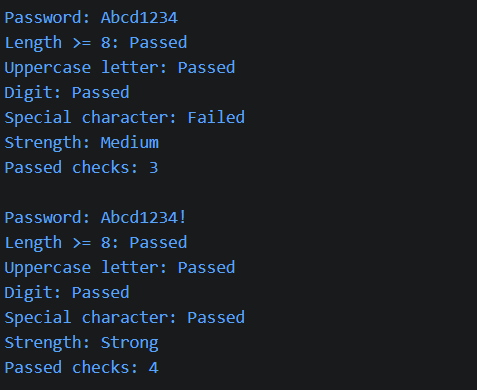 Password: Abcd1234
Length >= 8: Passed
Uppercase letter: Passed
Digit: Passed
Special character: Failed
Strength: Medium
Passed checks: 3

Password: Abcd1234!
Length >= 8: Passed
Uppercase letter: Passed
Digit: Passed
Special character: Passed
Strength: Strong
Passed checks: 4